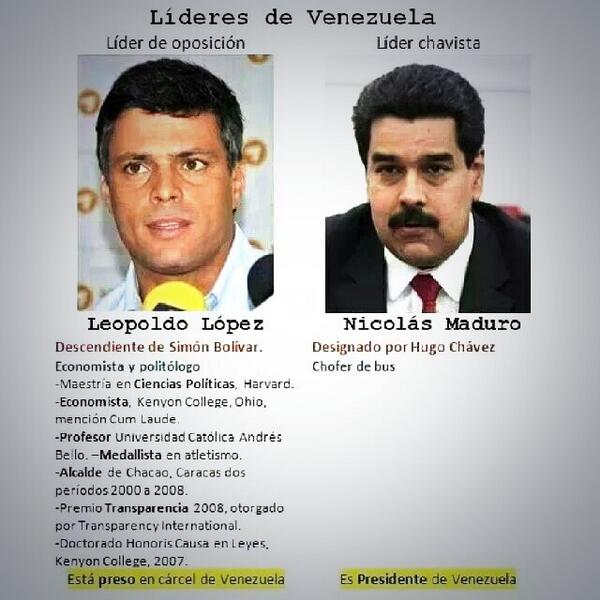 Líderes de Venezuela
Líder de oposición
Líder chavista
Leopoldo López
Descendiente de Simón Bolívar.
Economista y politólogo
-Maestría en Ciencias Políticas, Harvard.
-Economista, Kenyon College, Ohio,
mención Cum Laude.
-Profesor Universidad Católica Andrés
Bello. –Medallista en atletismo.
-Alcalde de Chacao, Caracas dos
períodos 2000 a 2008.
-Premio Transparencia 2008, otorgado
por Transparency International.
-Doctorado Honoris Causa en Leyes,
Kenyon College, 2007.
Está preso en cárcel de Venezuela
Nicolás Maduro
Designado por Hugo Chávez
Chofer de bus
Es Presidente de Venezuela